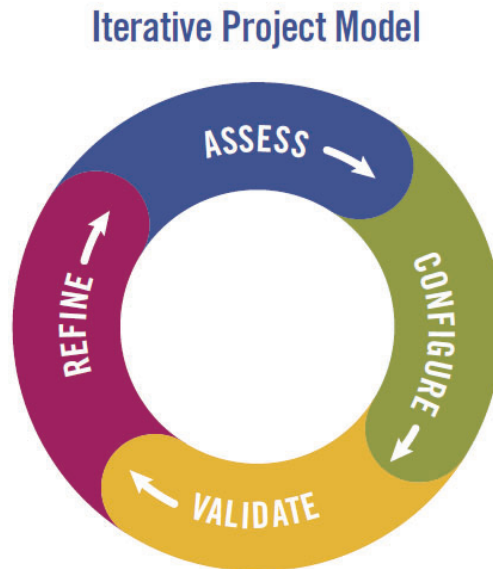 Iterative Project Model
ASSESS
CONFIGURE
VALIDATE
REFINE